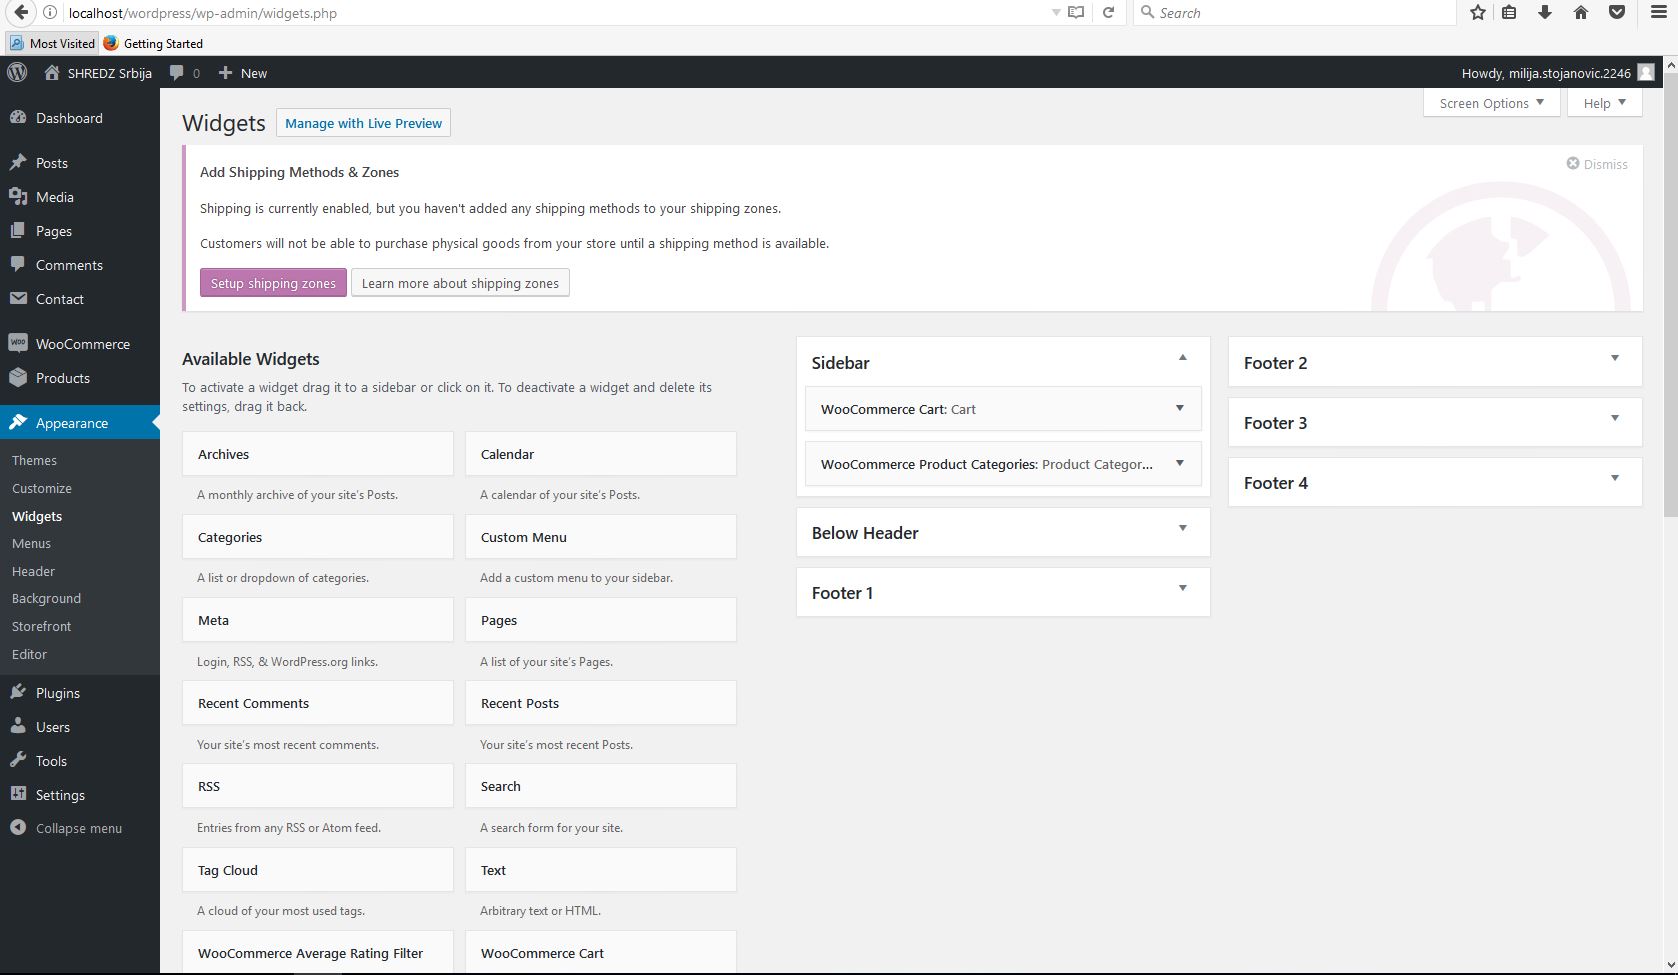 localhost/wordpress/wp-admin/widgets.php
Search
Most Visited
Getting Started
SHREDZ Srbija
0
New
Howdy, milija.stojanovic.2246
Dashboard
Posts
Media
Pages
Comments
Contact
WooCommerce
Products
Appearance
Themes
Customize
Widgets
Menus
Header
Background
Storefront
Editor
Plugins
Users
Tools
Settings
Collapse menu
Screen Options
Help
Widgets
Manage with Live Preview
Add Shipping Methods & Zones
Dismiss
Shipping is currently enabled, but you haven't added any shipping methods to your shipping zones.
Customers will not be able to purchase physical goods from your store until a shipping method is available.
Setup shipping zones
Learn more about shipping zones
Available Widgets
To activate a widget drag it to a sidebar or click on it. To deactivate a widget and delete its
settings, drag it back.
Archives
A monthly archive of your site's Posts.
Calendar
A calendar of your site's Posts.
Categories
A list or dropdown of categories.
Custom Menu
Add a custom menu to your sidebar.
Meta
Login, RSS, & WordPress.org links.
Pages
A list of your site's Pages.
Recent Comments
Your site's most recent comments.
Recent Posts
Your site's most recent Posts.
RSS
Entries from any RSS or Atom feed.
Search
A search form for your site.
Tag Cloud
A cloud of your most used tags.
Text
Arbitrary text or HTML.
WooCommerce Average Rating Filter
WooCommerce Cart
Sidebar
WooCommerce Cart: Cart
WooCommerce Product Categories: Product Categor...
Below Header
Footer 1
Footer 2
Footer 3
Footer 4